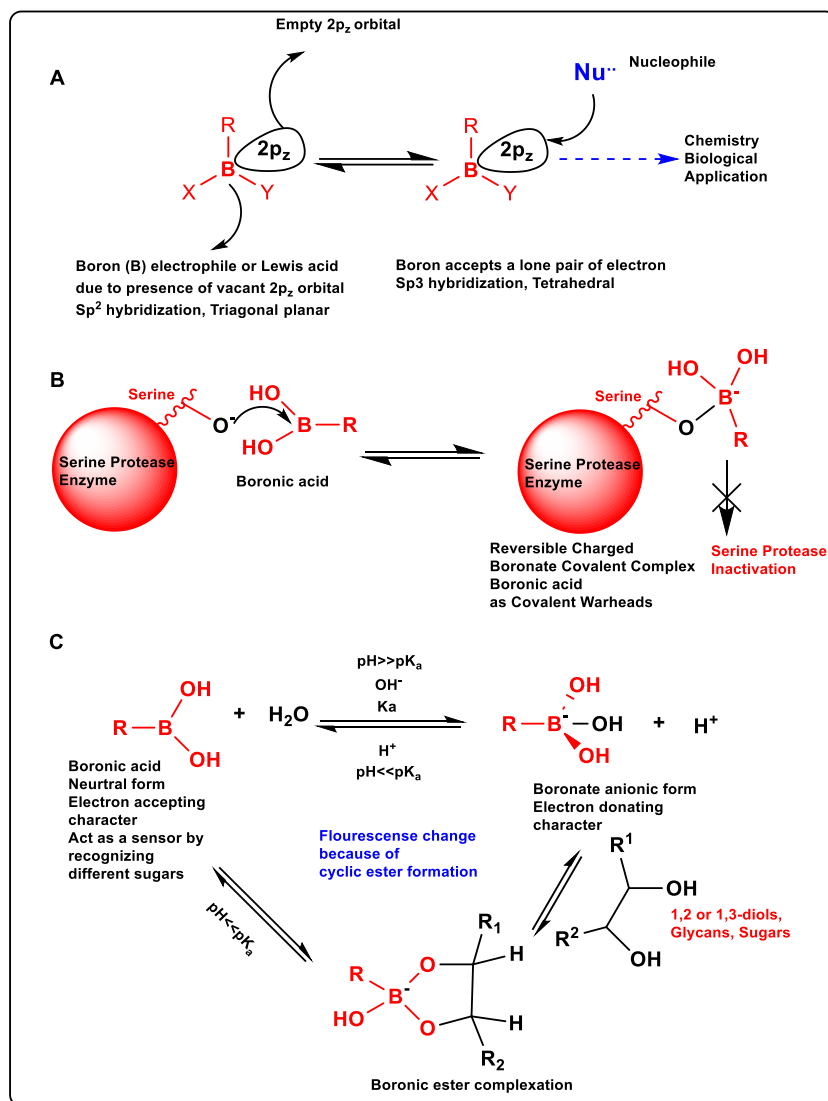 Empty 2pz orbital
A
Nu··
Nucleophile
R
2pz
B
X
Y
R
2pz
B
X
Y
Chemistry
Biological
Application
Boron (B) electrophile or Lewis acid
due to presence of vacant 2pz orbital
Sp2 hybridization, Triagonal planar
Boron accepts a lone pair of electron
Sp3 hybridization, Tetrahedral
B
Serine
O-
HO
B
R
HO
Serine Protease
Enzyme
Boronic acid
Serine
HO
OH
B-
O
R
Serine Protease
Enzyme
Reversible Charged
Boronate Covalent Complex
Boronic acid
as Covalent Warheads
Serine Protease
Inactivation
C
OH
R
B
OH
+
H2O
pH>>pKa
OH-
Ka
H+
pH<<pKa
OH
R
B-
OH
OH
+
H+
Boronic acid
Neurtral form
Electron accepting
character
Act as a sensor by
recognizing
different sugars
Boronate anionic form
Electron donating
character
Flourescense change
because of
cyclic ester formation
pH<<pKa
R1
OH
R2
OH
1,2 or 1,3-diols,
Glycans, Sugars
R1
H
R
O
B-
HO
O
H
R2
Boronic ester complexation